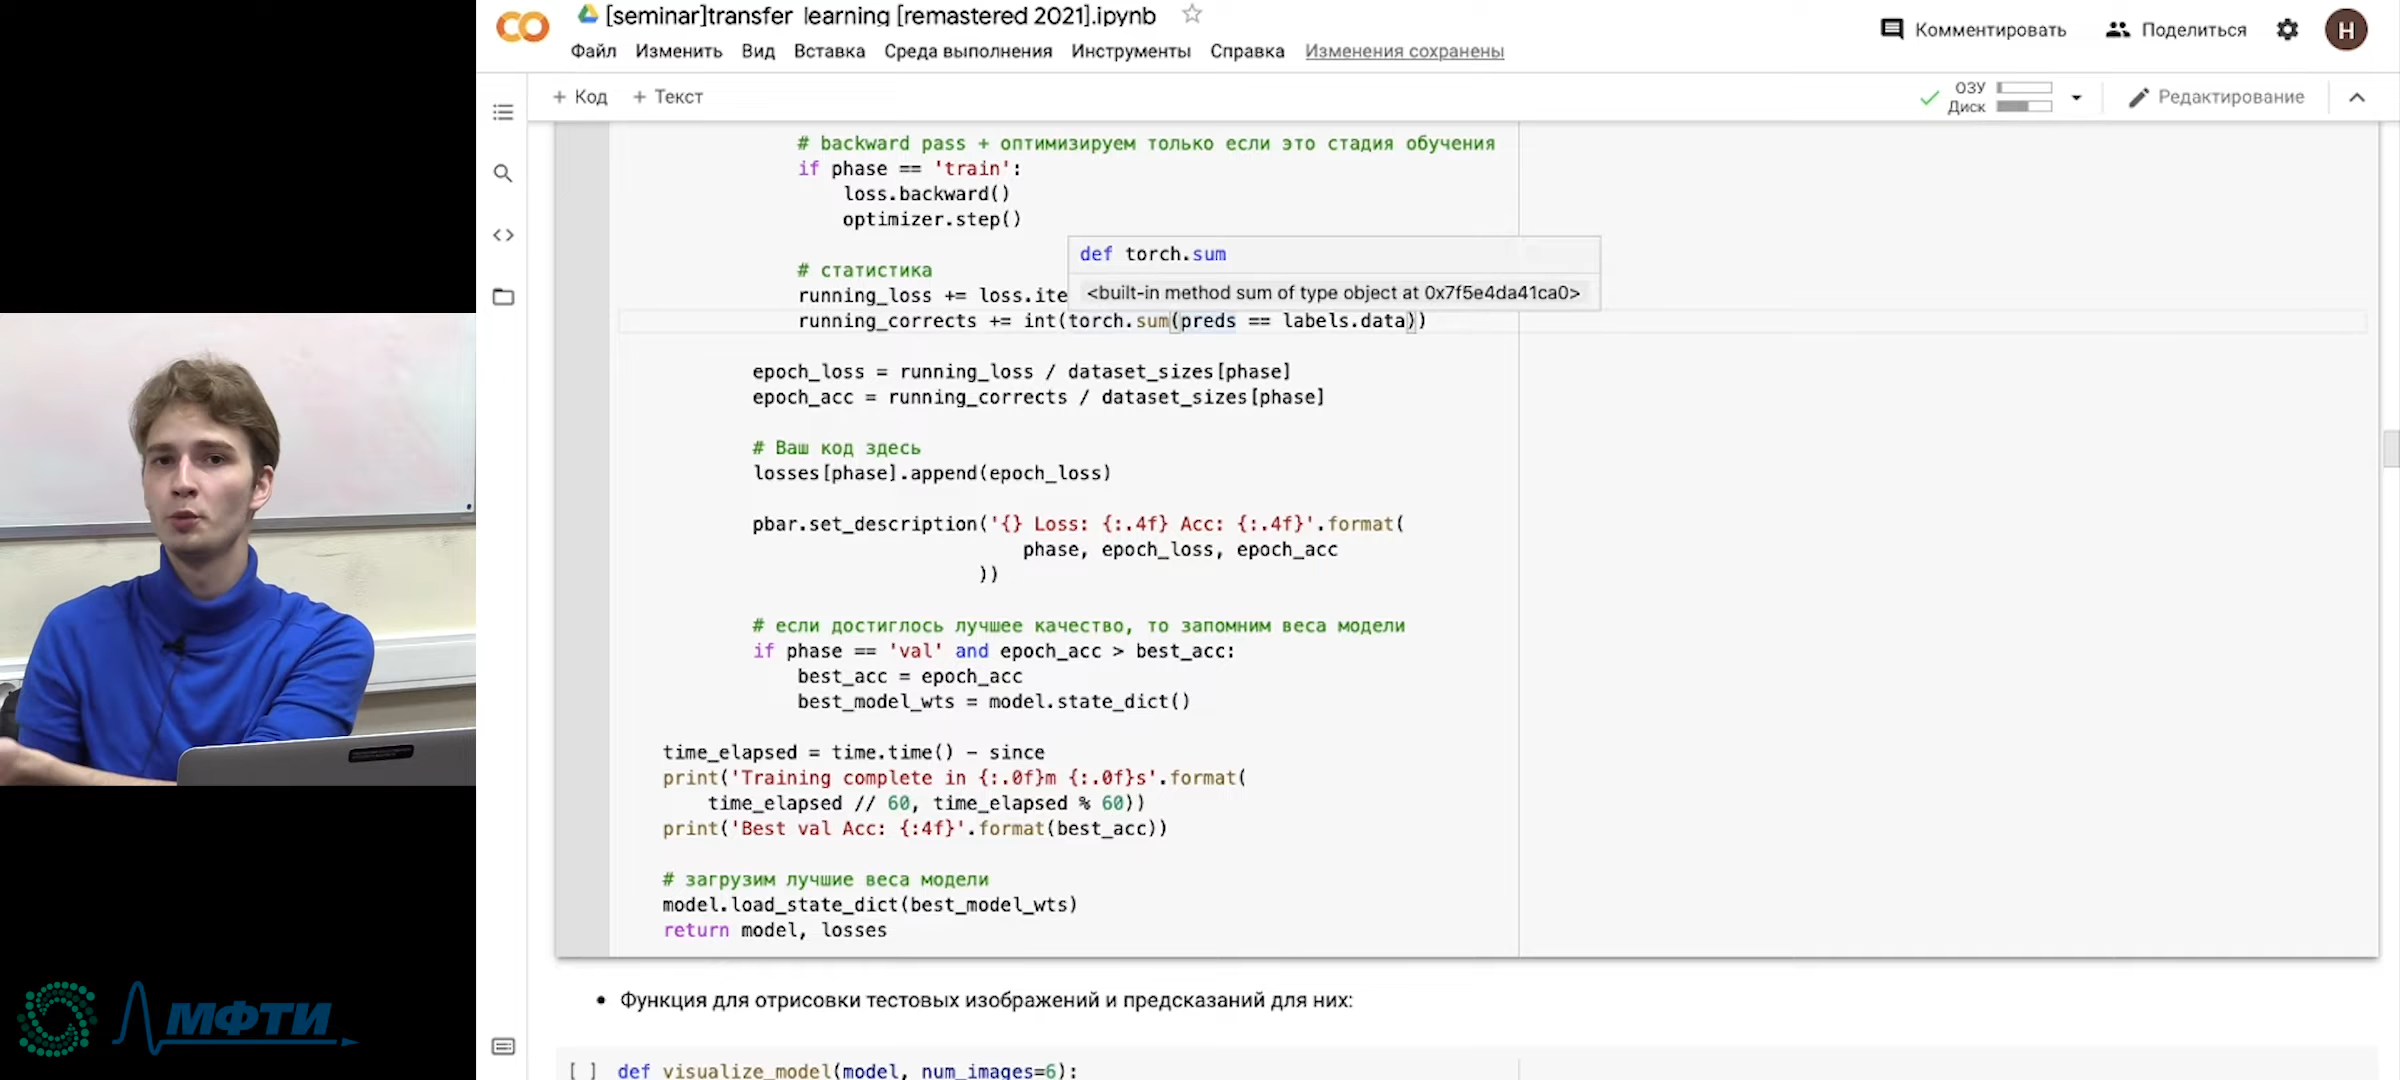 [seminar]transfer_learning [remastered 2021].ipynb
Комментировать
Поделиться
Н
Файл Изменить Вид Вставка Среда выполнения Инструменты Справка Изменения сохранены
+ Код + Текст
ОЗУ
Диск
Редактирование
# backward pass + оптимизируем только если это стадия обучения
if phase == 'train':
loss.backward()
optimizer.step()
def torch.sum
# статистика
<built-in method sum of type object at 0x7f5e4da41ca0>
running_loss += loss.ite
running_corrects += int(torch.sum(preds == labels.data))
epoch_loss = running_loss / dataset_sizes[phase]
epoch_acc = running_corrects / dataset_sizes[phase]
# Ваш код здесь
losses[phase].append(epoch_loss)
pbar.set_description('{} Loss: {:.4f} Acc: {:.4f}'.format(
phase, epoch_loss, epoch_acc
))
# если достиглось лучшее качество, то запомним веса модели
if phase == 'val' and epoch_acc > best_acc:
best_acc = epoch_acc
best_model_wts = model.state_dict()
time_elapsed = time.time() - since
print('Training complete in {:.0f}m {:.0f}s'.format(
time_elapsed // 60, time_elapsed % 60))
print('Best val Acc: {:4f}'.format(best_acc))
# загрузим лучшие веса модели
model.load_state_dict(best_model_wts)
return model, losses
• Функция для отрисовки тестовых изображений и предсказаний для них:
[ ] def visualize_model(model, num_images=6):
МФТИ